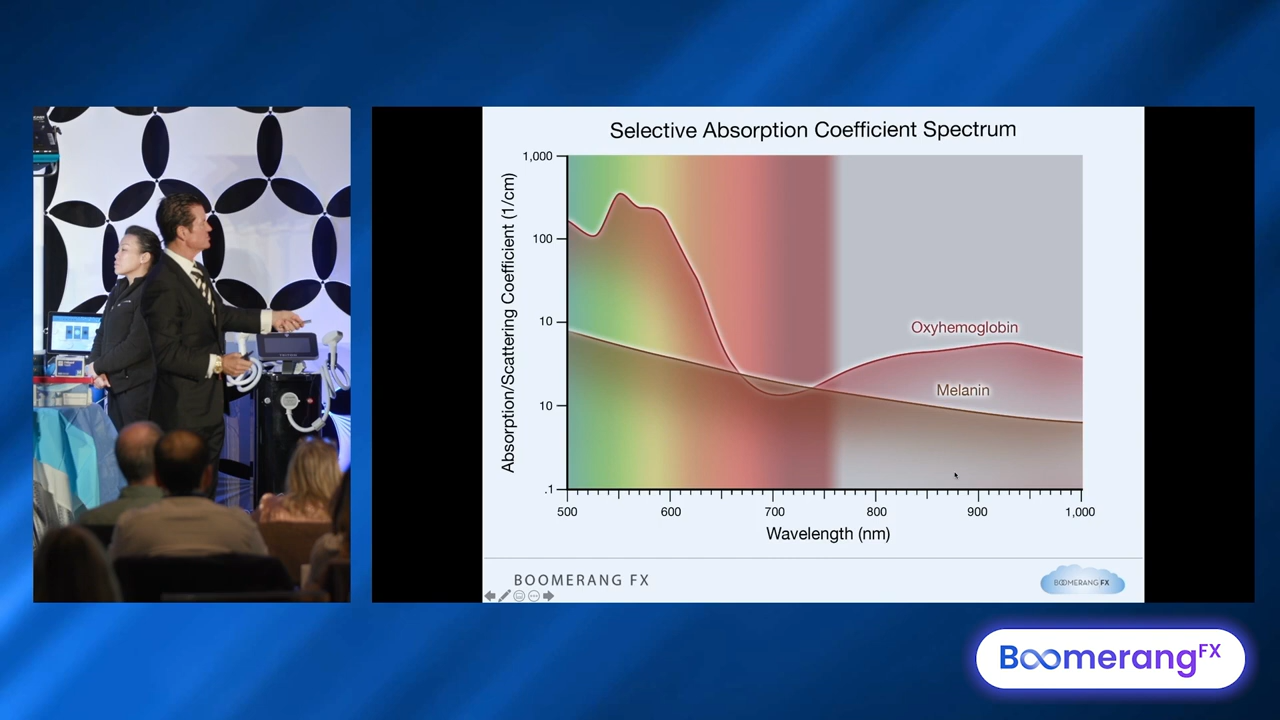 Selective Absorption Coefficient Spectrum
Absorption/Scattering Coefficient (1/cm)
1,000
100
10
10
.1
Oxyhemoglobin
Melanin
500
600
700
800
900
1,000
Wavelength (nm)
BOOMERANG FX
BOOMERANG FX
BoomerangFX